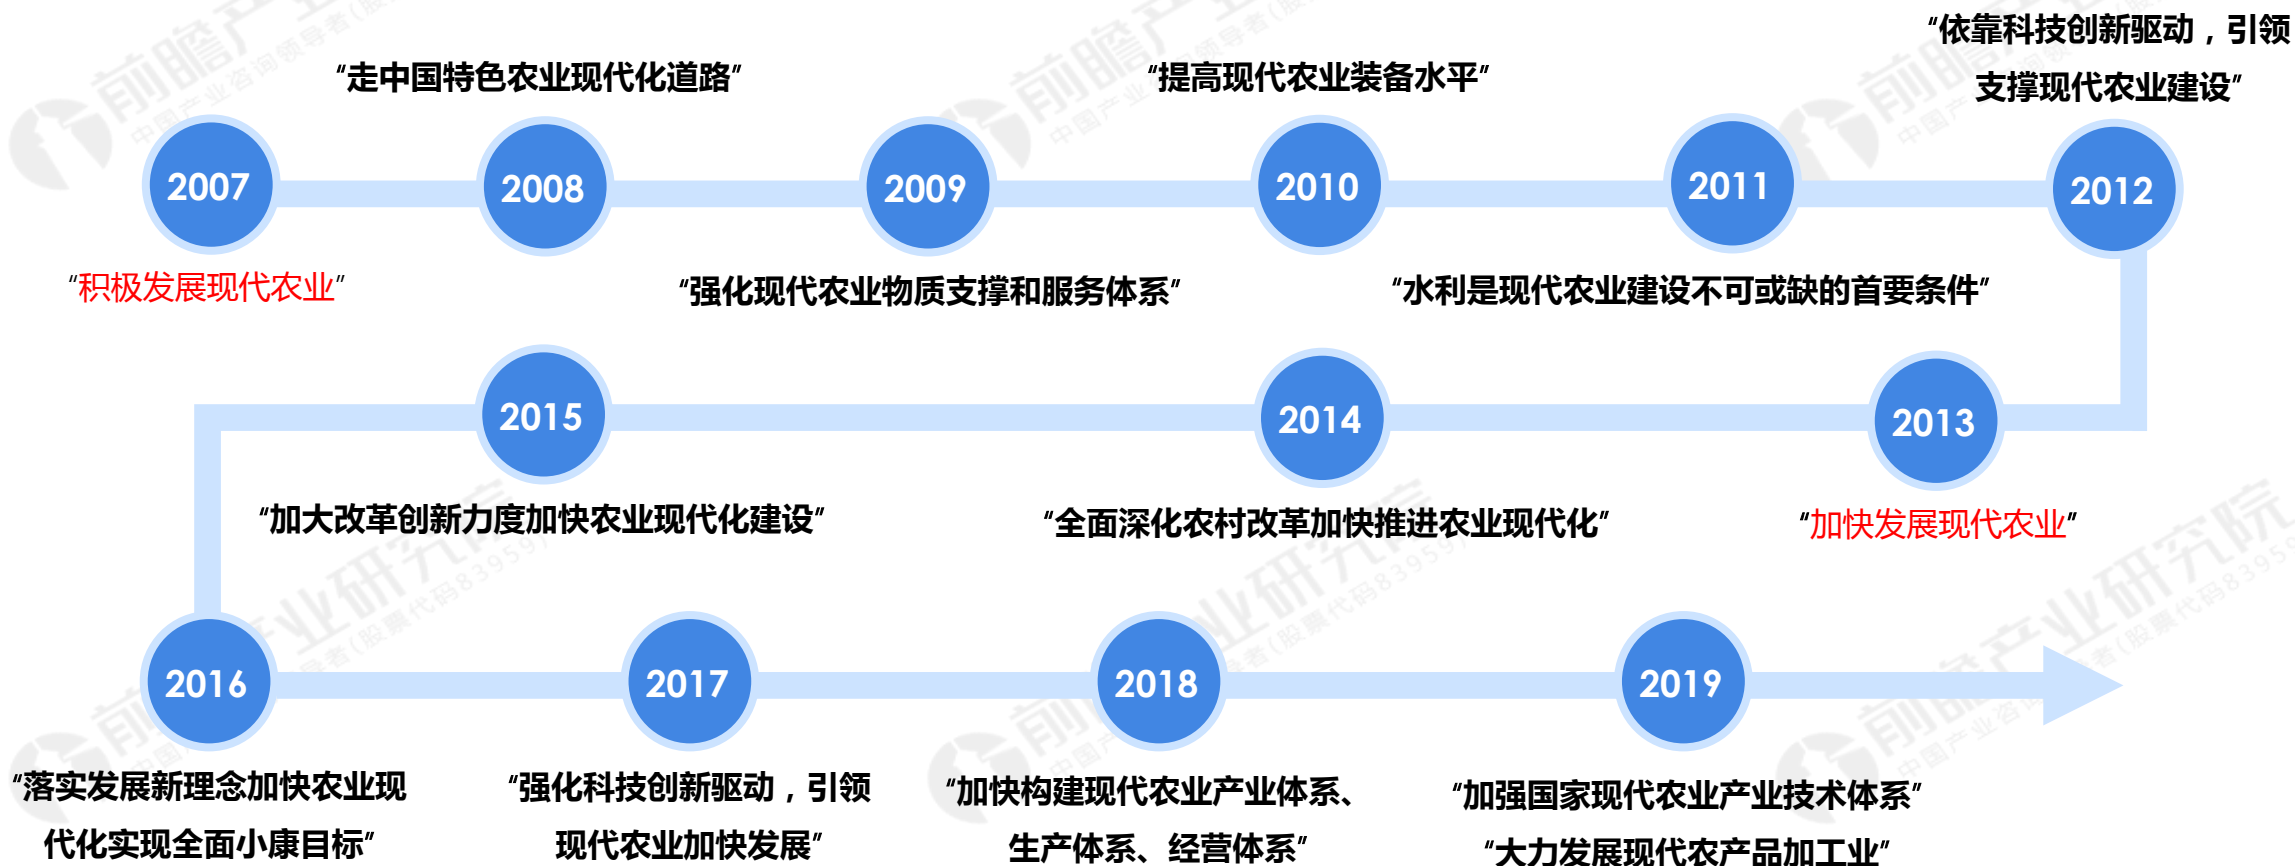 "走中国特色农业现代化道路"
"提高现代农业装备水平"
"依靠科技创新驱动，引领
支撑现代农业建设"
2007
2008
2009
2010
2011
2012
"积极发展现代农业"
"强化现代农业物质支撑和服务体系"
"水利是现代农业建设不可或缺的首要条件"
2015
2014
2013
"加大改革创新力度加快农业现代化建设"
"全面深化农村改革加快推进农业现代化"
"加快发展现代农业"
2016
2017
2018
2019
"落实发展新理念加快农业现
代化实现全面小康目标"
"强化科技创新驱动，引领
现代农业加快发展"
"加快构建现代农业产业体系、
生产体系、经营体系"
"加强国家现代农业产业技术体系"
"大力发展现代农产品加工业"